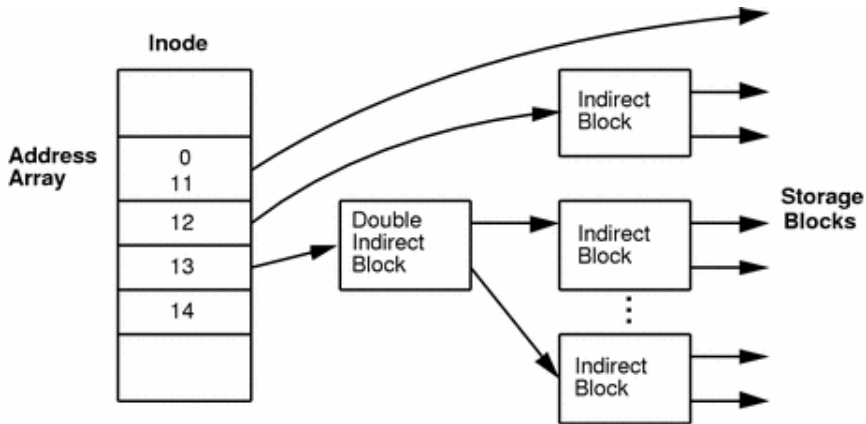 Inode
Address
Array
0
11
12
13
14
Double
Indirect
Block
Indirect
Block
Indirect
Block
Indirect
Block
Storage
Blocks